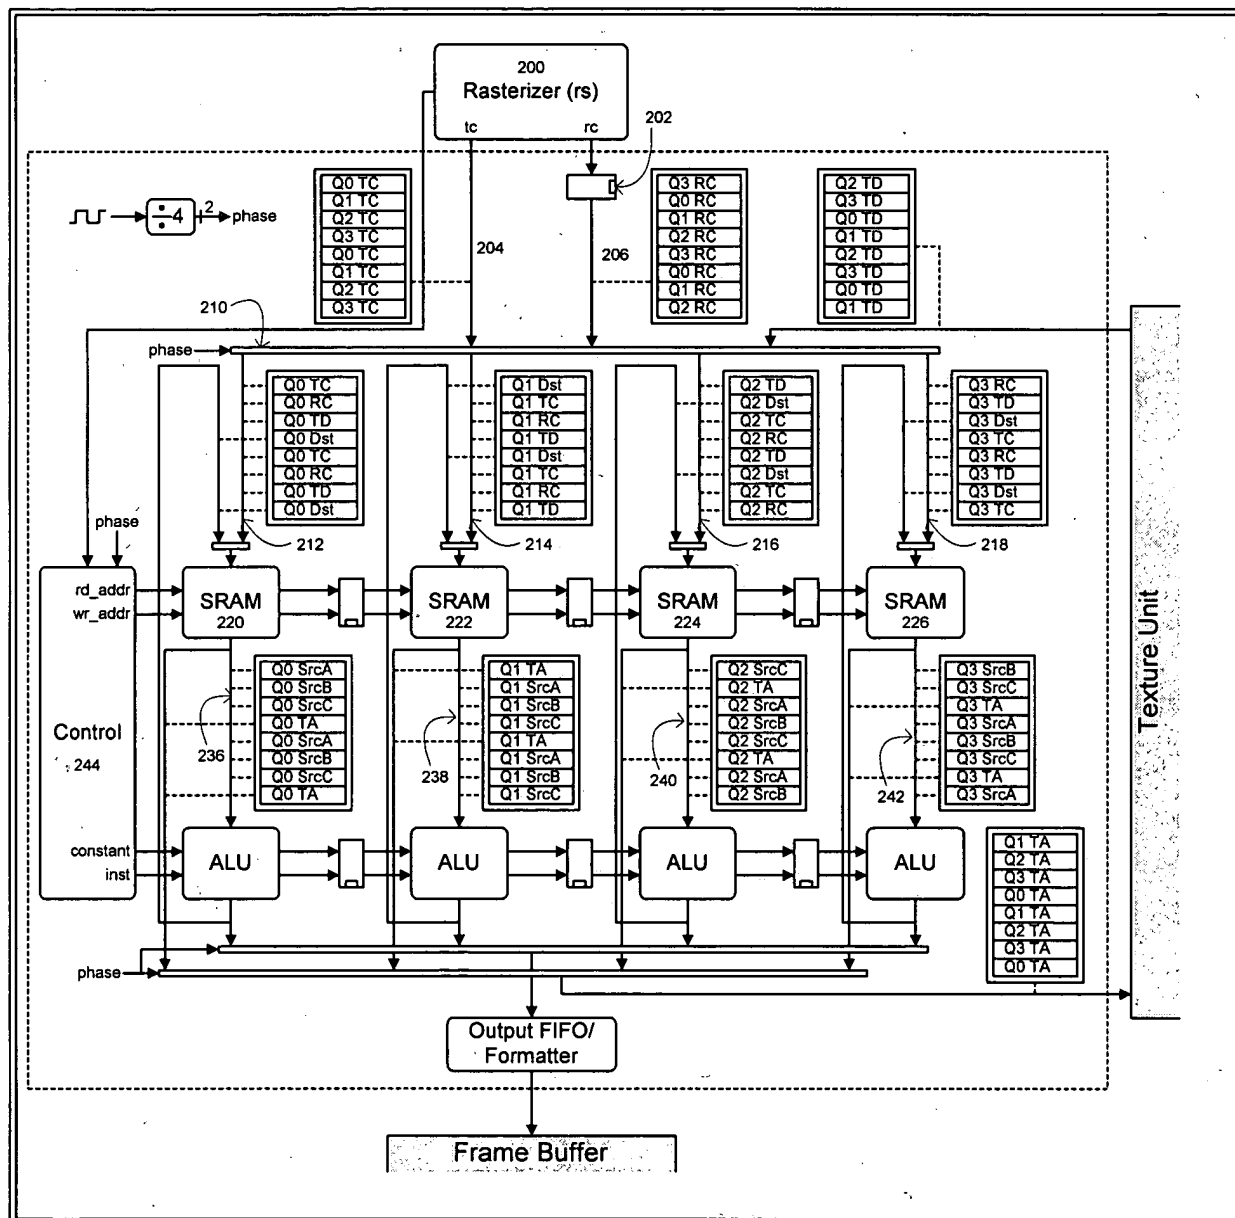 200
Rasterizer (rs)
tc
rc
202
÷4
2
phase
Q0 TC
Q1 TC
Q2 TC
Q3 TC
Q0 TC
Q1 TC
Q2 TC
Q3 TC
204
206
Q3 RC
Q0 RC
Q1 RC
Q2 RC
Q3 RC
Q0 RC
Q1 RC
Q2 RC
Q2 TD
Q3 TD
Q0 TD
Q1 TD
Q2 TD
Q3 TD
Q0 TD
Q1 TD
210
phase
Q0 TC
Q0 RC
Q0 TD
Q0 Dst
Q0 TC
Q0 RC
Q0 TD
Q0 Dst
Q1 Dst
Q1 TC
Q1 RC
Q1 TD
Q1 Dst
Q1 TC
Q1 RC
Q1 TD
Q2 TD
Q2 Dst
Q2 TC
Q2 RC
Q2 TD
Q2 Dst
Q2 TC
Q2 RC
Q3 RC
Q3 TD
Q3 Dst
Q3 TC
Q3 RC
Q3 TD
Q3 Dst
Q3 TC
phase
212
214
216
218
rd_addr
wr_addr
SRAM
220
SRAM
222
SRAM
224
SRAM
226
Texture Unit
Control
244
Q0 SrcA
Q0 SrcB
Q0 SrcC
Q0 TA
Q0 SrcA
Q0 SrcB
Q0 SrcC
Q0 TA
236
Q1 TA
Q1 SrcA
Q1 SrcB
Q1 SrcC
Q1 TA
Q1 SrcA
Q1 SrcB
Q1 SrcC
238
Q2 SrcC
Q2 TA
Q2 SrcA
Q2 SrcB
Q2 SrcC
Q2 TA
Q2 SrcA
Q2 SrcB
240
Q3 SrcB
Q3 SrcC
Q3 TA
Q3 SrcA
Q3 SrcB
Q3 SrcC
Q3 TA
Q3 SrcA
242
constant
inst
ALU
ALU
ALU
ALU
Q1 TA
Q2 TA
Q3 TA
Q0 TA
Q1 TA
Q2 TA
Q3 TA
Q0 TA
phase
Output FIFO/
Formatter
Frame Buffer